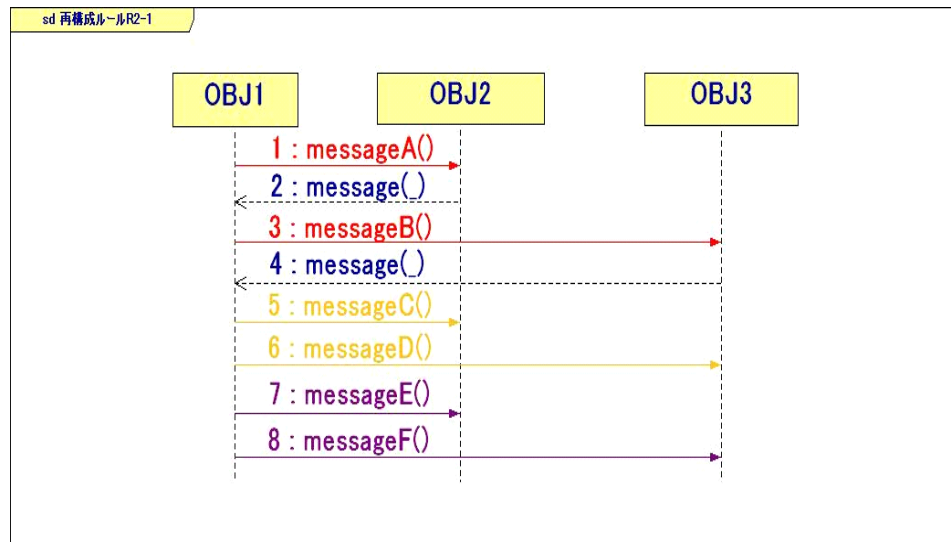 sd 再構成ルールR2-1
OBJ1 OBJ2 OBJ3
1 : messageA()
2 : message(_)
3 : messageB()
4 : message(_)
5 : messageC()
6 : messageD()
7 : messageE()
8 : messageF()